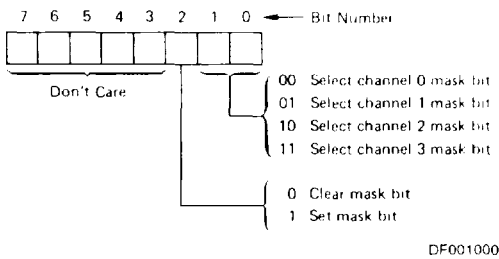 7 6 5 4 3 2 1 0 Bit Number
Don't Care
00 Select channel 0 mask bit
01 Select channel 1 mask bit
10 Select channel 2 mask bit
11 Select channel 3 mask bit
0 Clear mask bit
1 Set mask bit
DF001000